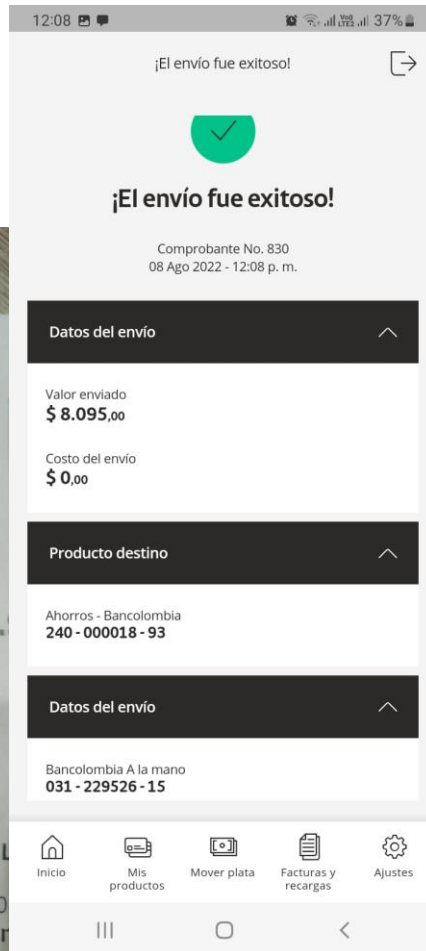 12:08 37%
¡El envío fue exitoso!
¡El envío fue exitoso!
Comprobante No. 830
08 Ago 2022 - 12:08 p. m.
Datos del envío
Valor enviado
$ 8.095,00
Costo del envío
$ 0,00
Producto destino
Ahorros - Bancolombia
240 - 000018 - 93
Datos del envío
Bancolombia A la mano
031 - 229526 - 15
Inicio
Mis
productos
Mover plata
Facturas y
recargas
Ajustes